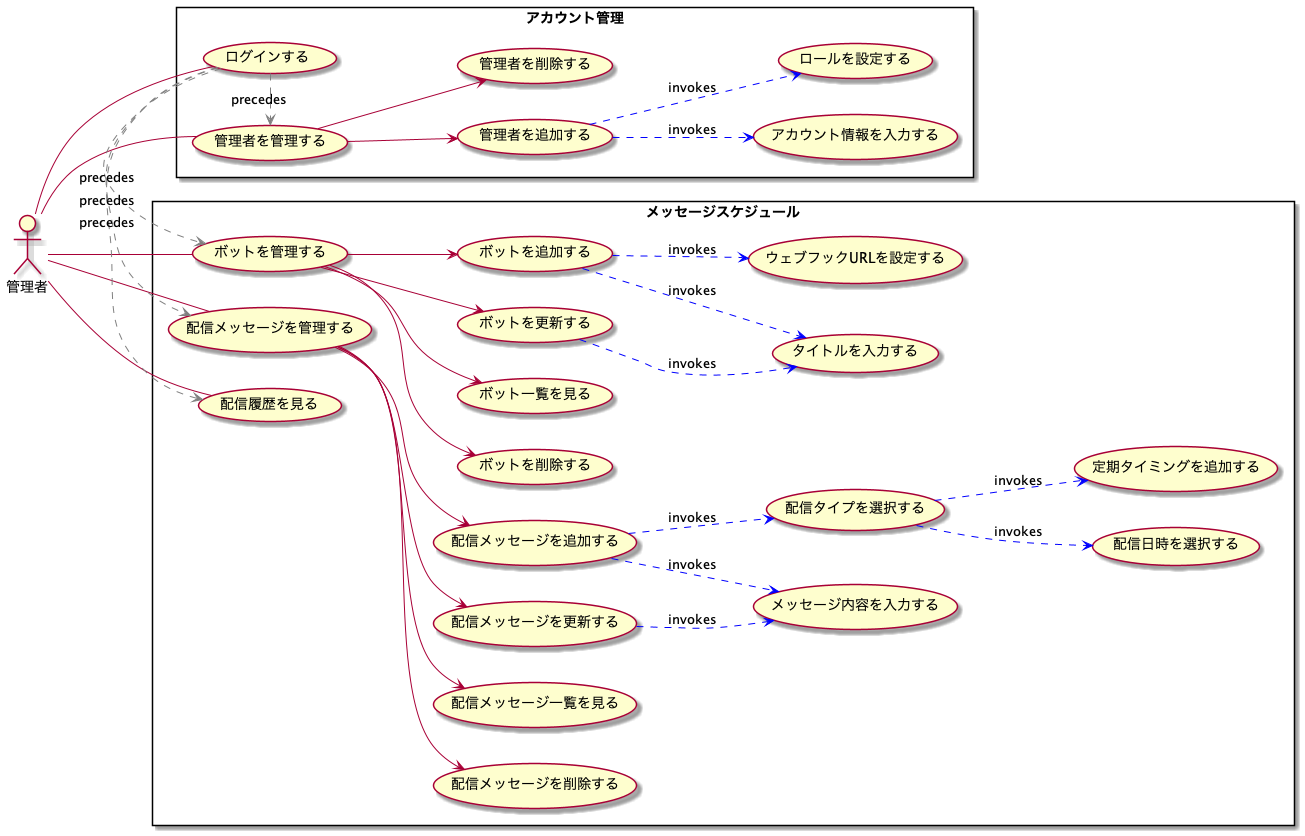 アカウント管理
ログインする
管理者を削除する
ロールを設定する
invokes
precedes
管理者を管理する
管理者を追加する
invokes
アカウント情報を入力する
precedes
precedes
precedes
管理者
メッセージスケジュール
ボットを管理する
ボットを追加する
invokes
ウェブフックURLを設定する
invokes
配信メッセージを管理する
ボットを更新する
invokes
タイトルを入力する
配信履歴を見る
ボット一覧を見る
ボットを削除する
定期タイミングを追加する
invokes
配信タイプを選択する
invokes
invokes
配信日時を選択する
配信メッセージを追加する
invokes
メッセージ内容を入力する
配信メッセージを更新する
invokes
配信メッセージ一覧を見る
配信メッセージを削除する